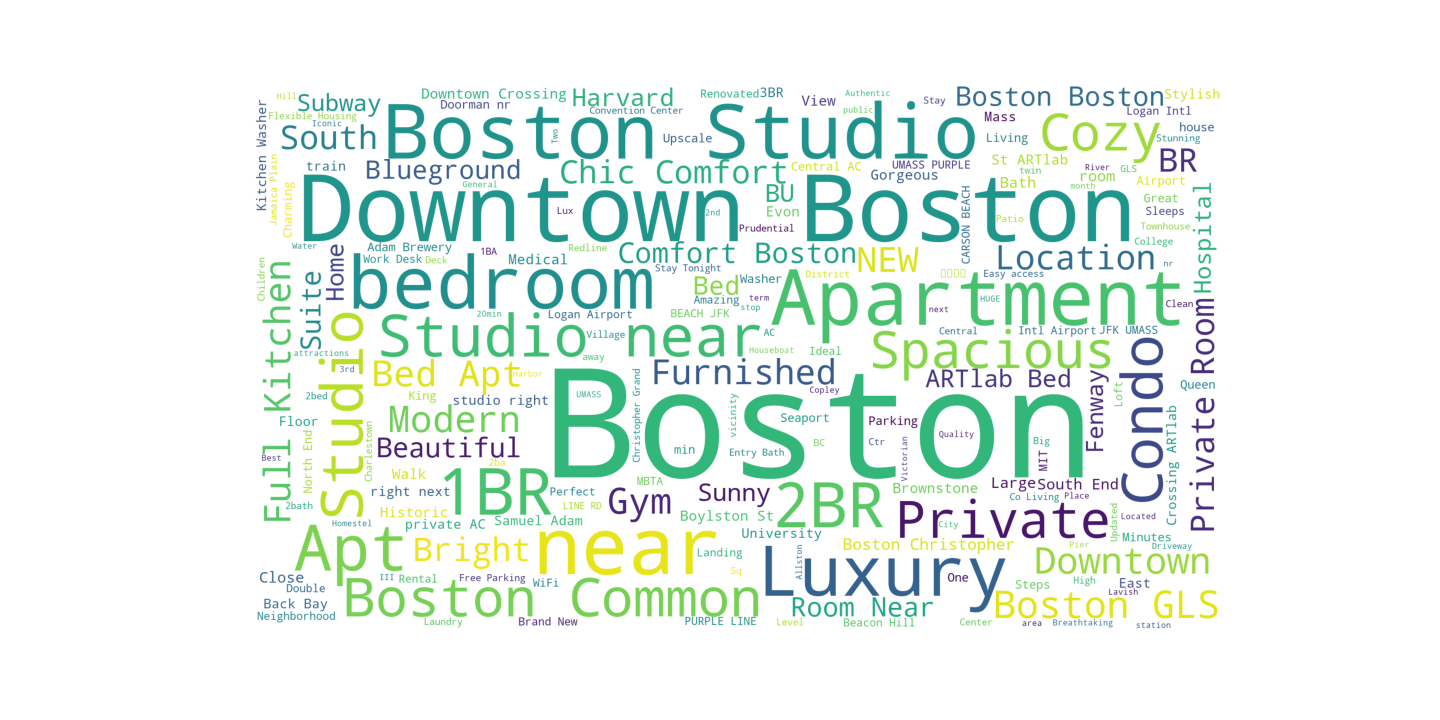 Hill
Subway
Downtown Crossing
Harvard
Renovated
3BR
Authentic
Boston Boston
Stylish
Doorman nr
Convention Center
View
Stay
public
Mass
Logan Intl
Flexible Housing
Iconic
Kitchen Washer
South
Boston Studio
Two
Upscale
Living
Cozy
house
Stunning
train
Blueground
Chic Comfort
Central AC
UMASS PURPLE
Gorgeous
St ARTlab
twin
Bath
River
room
month
GLS
BR
Airport
Jamaica Plain
Charming
General
Downtown
Boston
Lux
2nd
BU
Evon
Prudential
CARSON BEACH
Patio
Great
Sleeps
Townhouse
College
Hospital
Water
Home
Adam Brewery
Work Desk
Deck
1BA
Medical
Redline
Comfort Boston
NEW
Location
nr
Children
Full Kitchen
Suite
bedroom
Stay Tonight
Bed
Washer
Amazing
term
stop
District
Easy access
HUGE
Apartment
Clean
20min
Logan Airport
BEACH JFK
next
Central
Intl Airport
JFK UMASS
Studio
Studio near
Village
AC
Houseboat
Ideal
Spacious
Condo
Private Room
attractions
3rd
away
Bed Apt
Harbor
Furnished
Copley
ARTlab Bed
Fenway
Loft
Queen
2bed
King
studio right
UMASS
Christopher Grand
Boston
vicinity
Seaport
Parking
Quality
Floor
Modern
Charlestown
North End
Best
Beautiful
min
Entry Bath
BC
Ctr
Victorian
Big
MIT
Crossing ARTlab
2ba
Walk
MBTA
2bath
right next
1BR
Perfect
Gym
Sunny
2BR
Brownstone
Large
South End
Co Living
Place
Historic
LINE RD
Homestel
private AC
Samuel Adam
Boylston St
University
Private
City
Updated
Located
Minutes
Apt
Bright
near
Landing
Boston Christopher
Pier
Driveway
Sq
Allston
Luxury
Downtown
Close
Double
III
Rental
Free Parking
WiFi
One
Steps
High
East
Lavish
Back Bay
Neighborhood
Boston Common
Room Near
Boston GLS
Laundry
Brand New
PURPLE LINE
Level
Beacon Hill
Center
area
Breathtaking
station